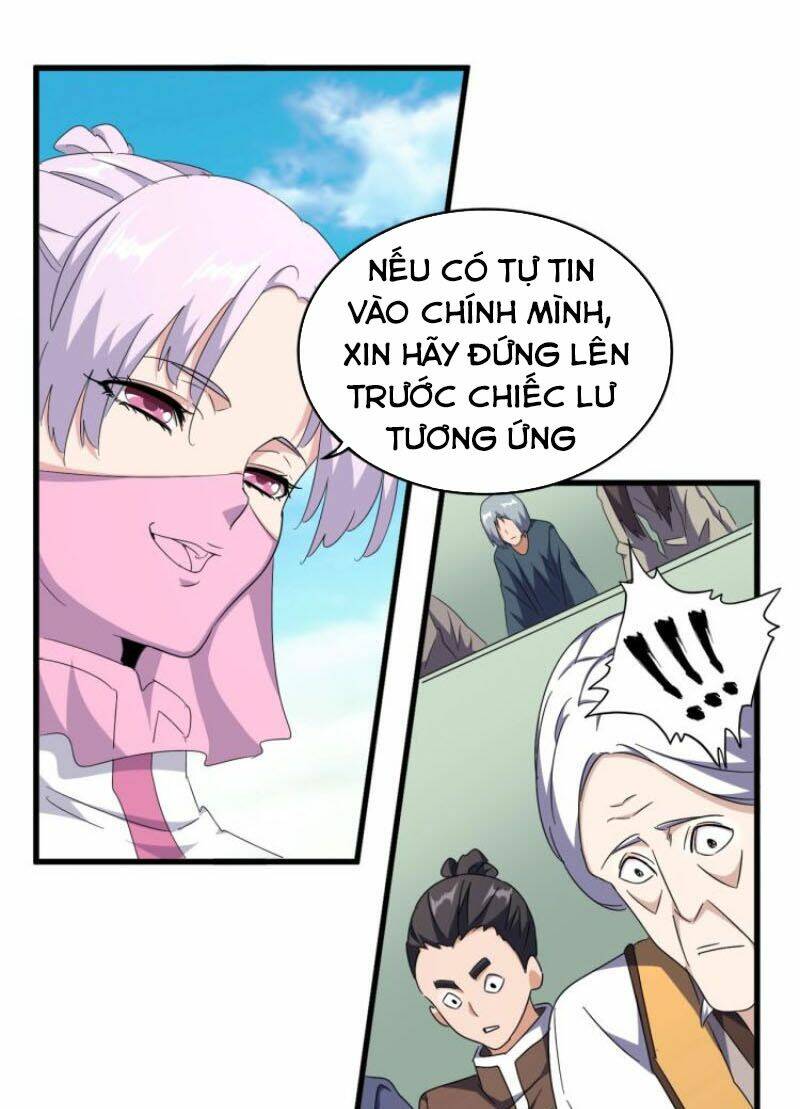 NẾU CÓ TỰ TIN
VÀO CHÍNH MÌNH,
XIN HÃY ĐỨNG LÊN
TRƯỚC CHIẾC LƯ
TƯƠNG ỨNG
!!!